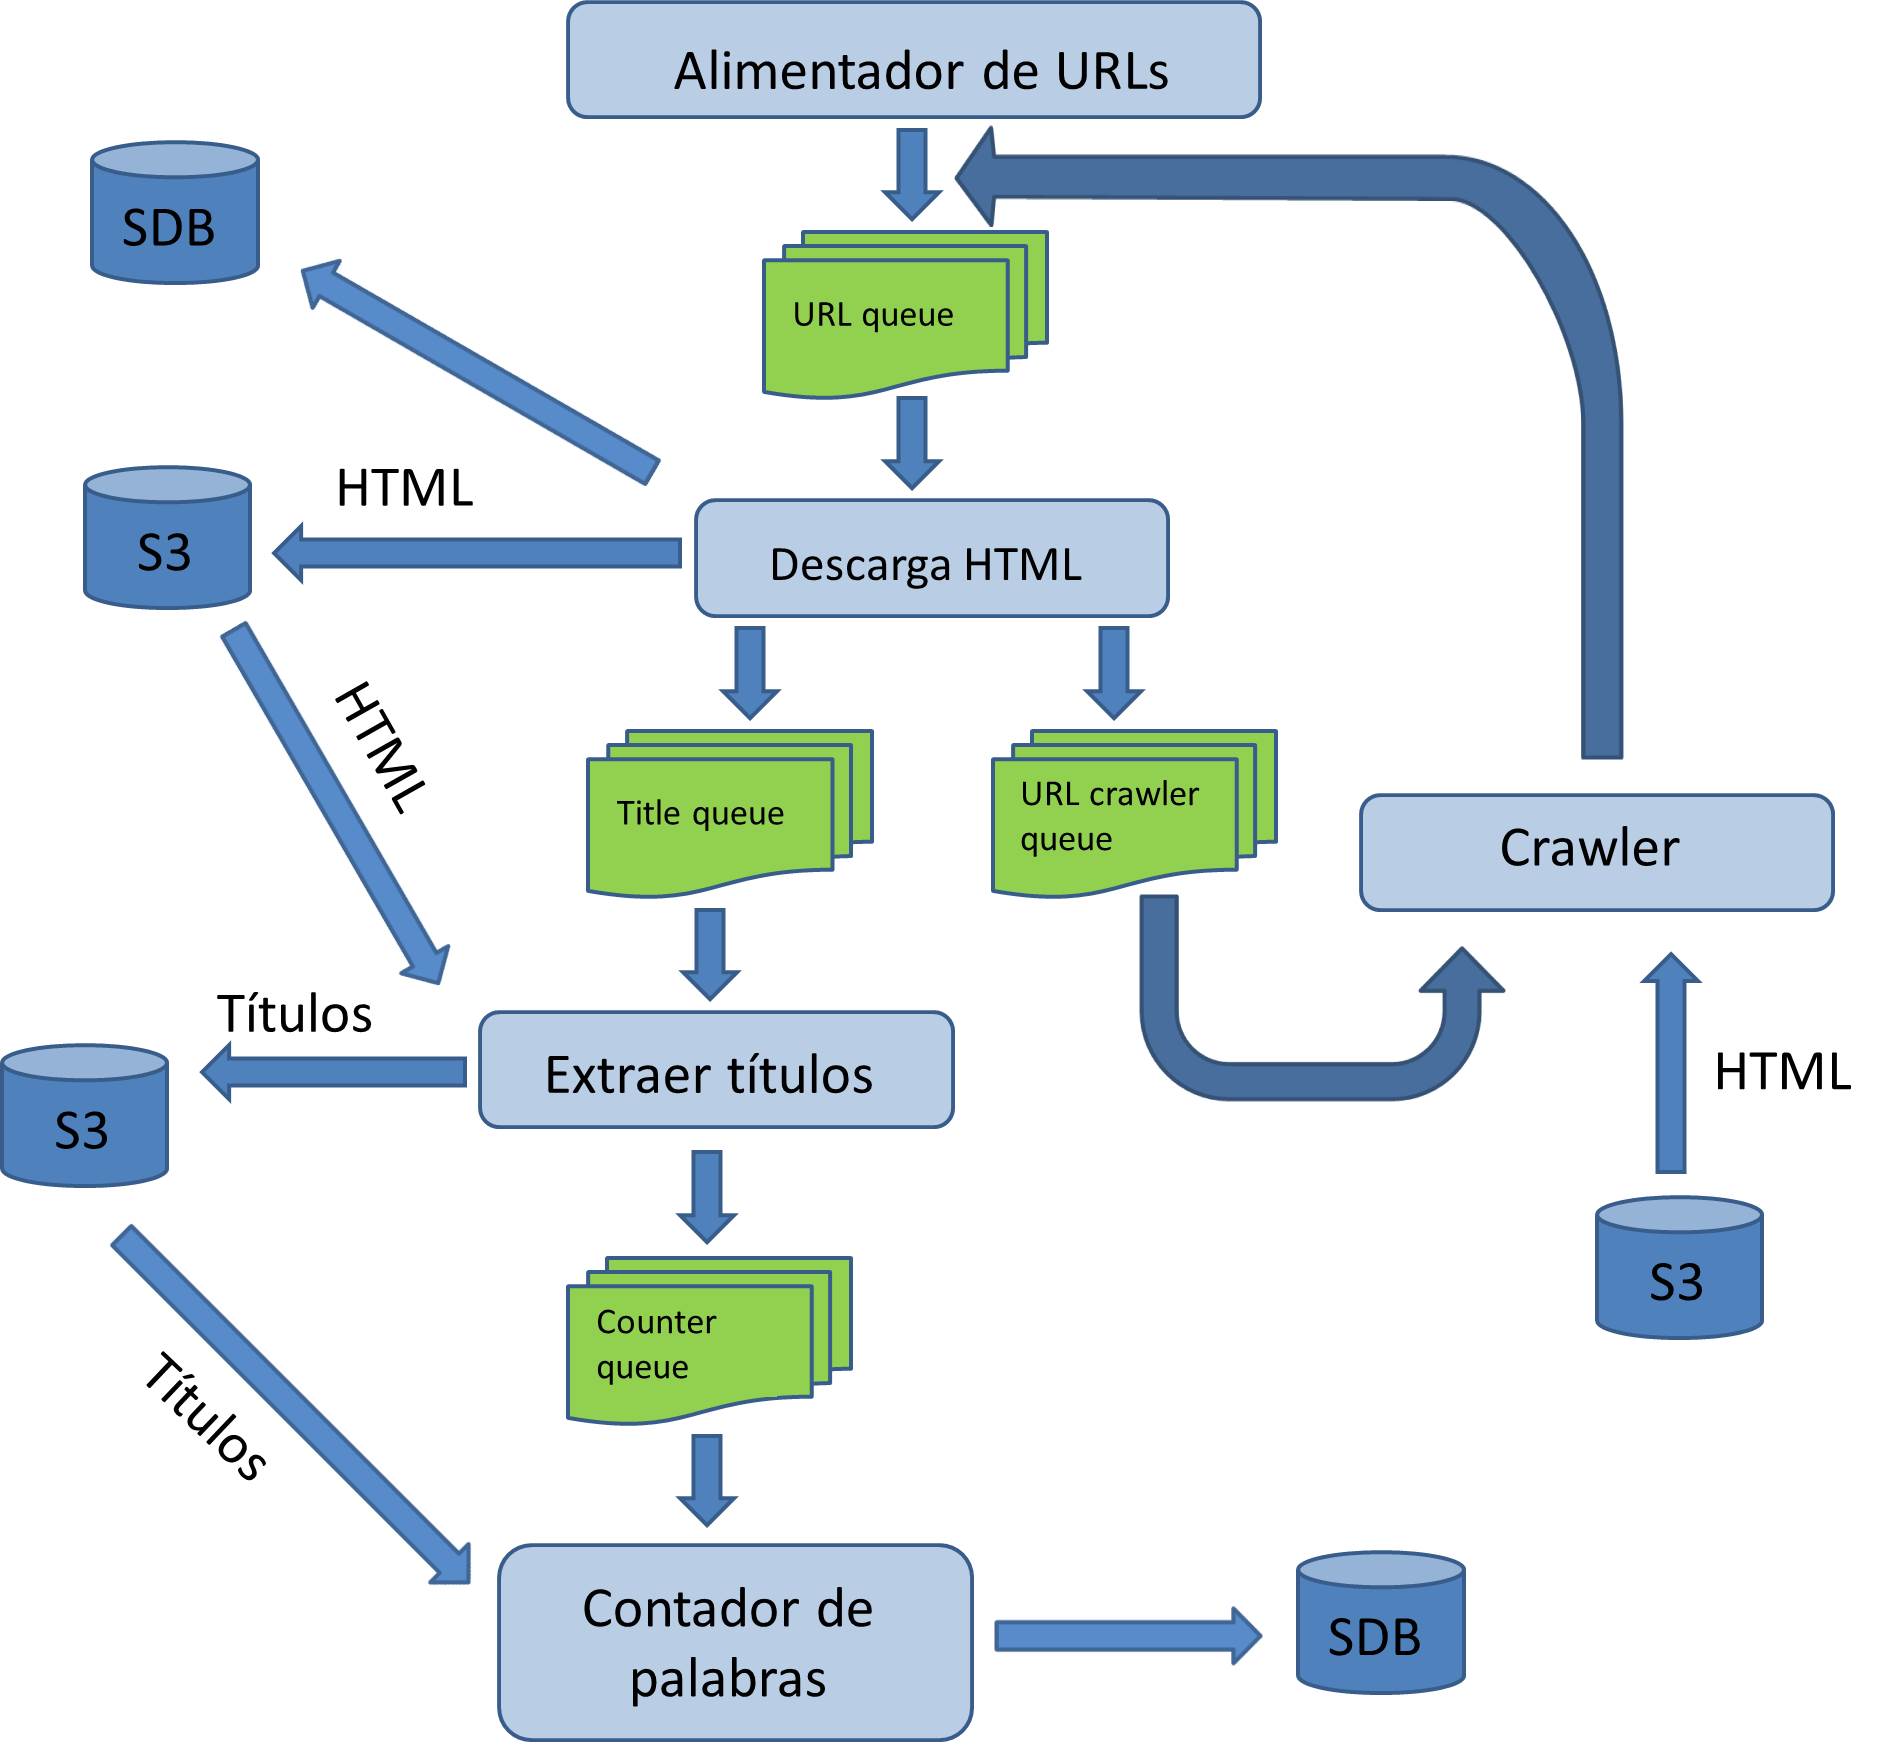 Alimentador de URLs
SDB
URL queue
HTML
S3
Descarga HTML
HTML
Title queue
URL crawler
queue
Crawler
Títulos
Extraer títulos
HTML
S3
S3
Counter
queue
Títulos
Contador de
palabras
SDB